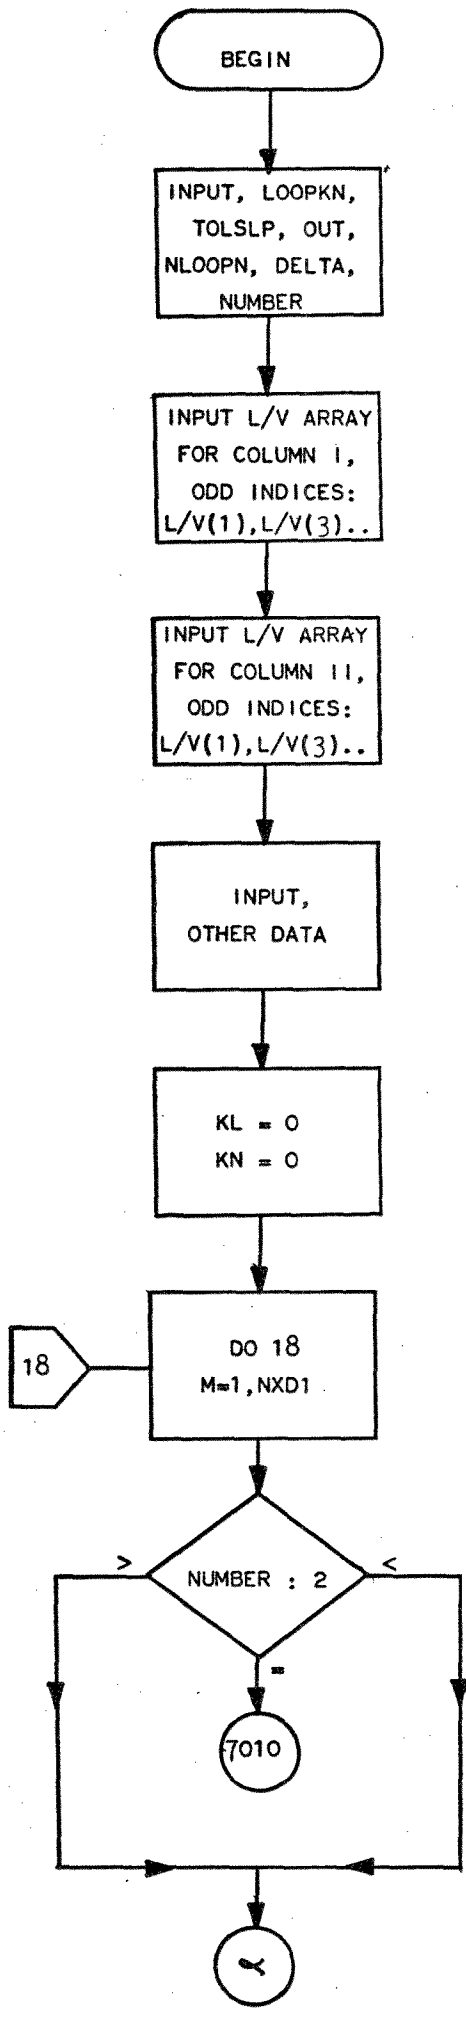 BEGIN
INPUT, LOOPKN,
TOLSLP, OUT,
NLOOPN, DELTA,
NUMBER
INPUT L/V ARRAY
FOR COLUMN I,
ODD INDICES:
L/V(1),L/V(3)..
INPUT L/V ARRAY
FOR COLUMN II,
ODD INDICES:
L/V(1),L/V(3)..
INPUT,
OTHER DATA
KL = 0
KN = 0
18
DO 18
M=1,NXD1
>
NUMBER : 2
<
=
7010